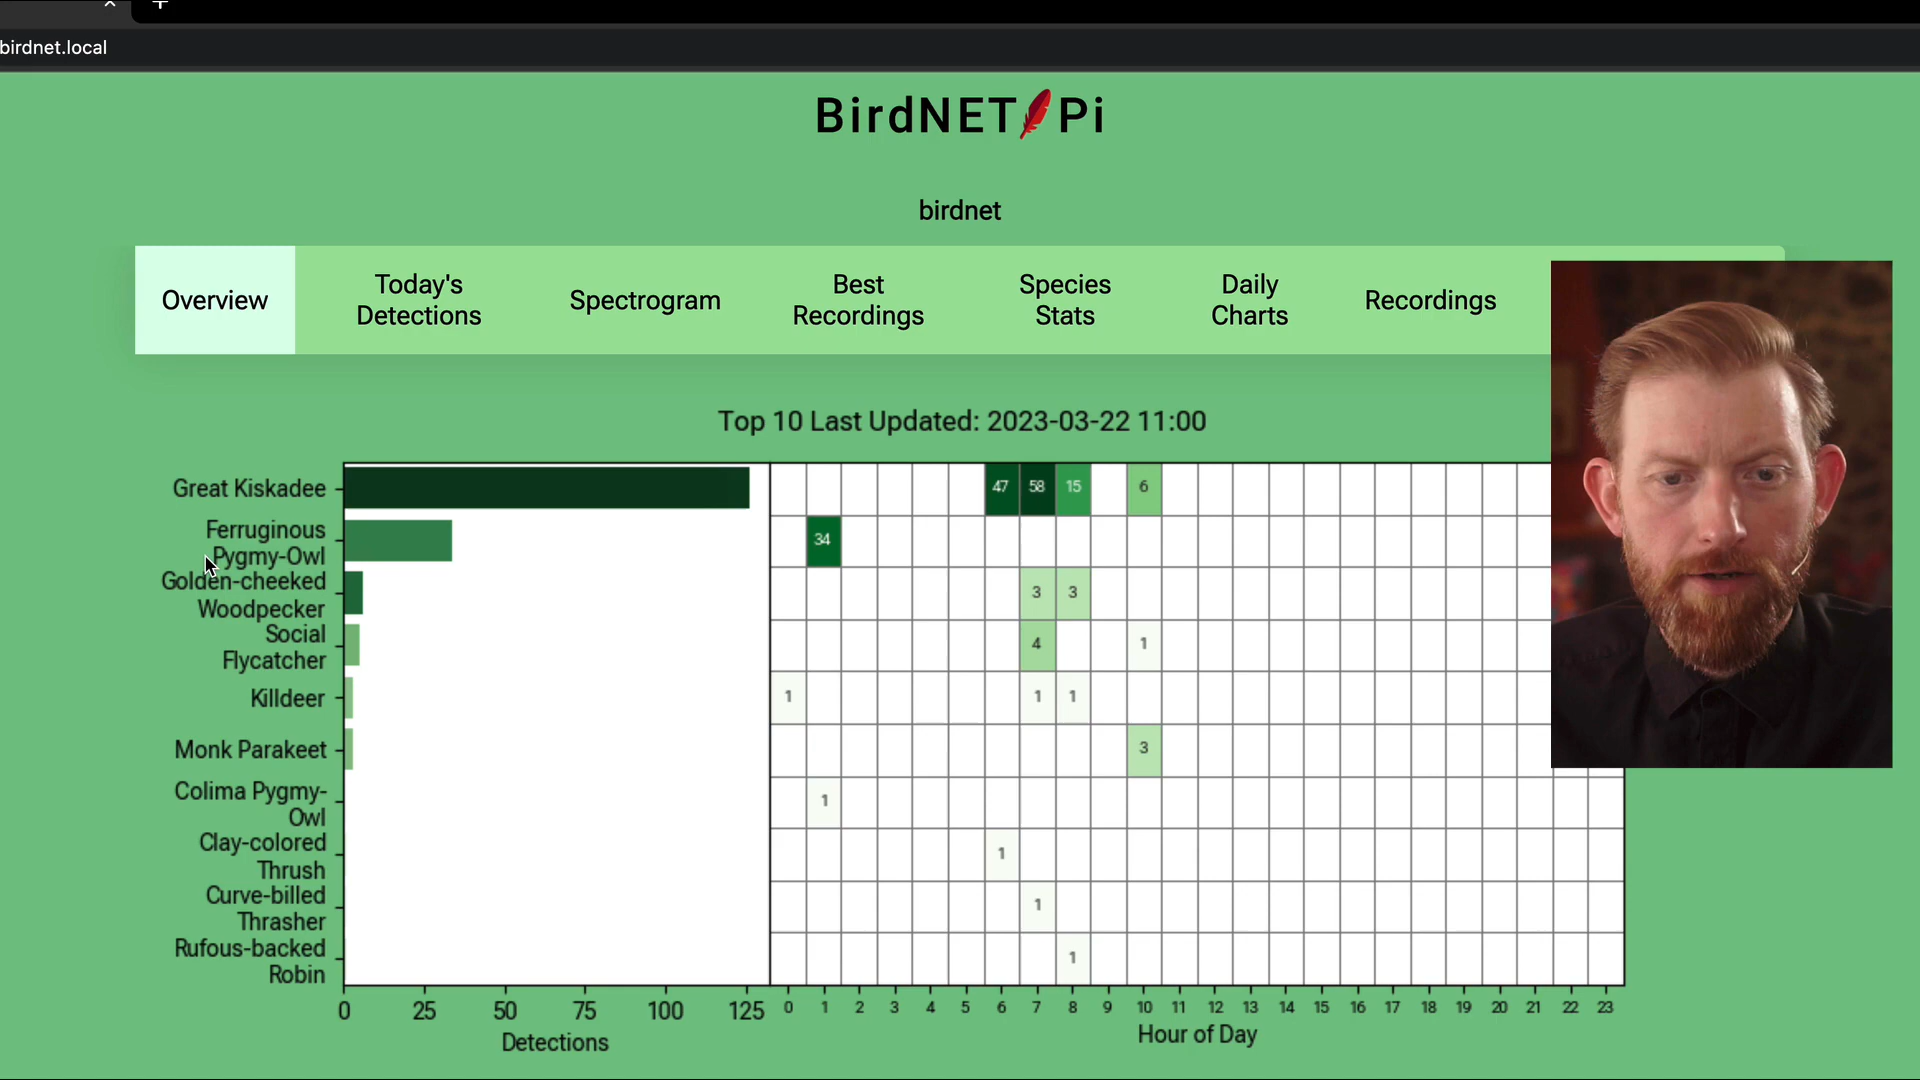 birdnet.local
BirdNET Pi
birdnet
Overview
Today's
Detections
Spectrogram
Best
Recordings
Species
Stats
Daily
Charts
Recordings
Top 10 Last Updated: 2023-03-22 11:00
Great Kiskadee
47 58 15 6
Ferruginous
Pygmy-Owl
34
Golden-cheeked
Woodpecker
3 3
Social
Flycatcher
4 1
Killdeer
1 1 1
Monk Parakeet
3
Colima Pygmy-
Owl
1
Clay-colored
Thrush
1
Curve-billed
Thrasher
1
Rufous-backed
Robin
1
0 25 50 75 100 125
Detections
0 1 2 3 4 5 6 7 8 9 10 11 12 13 14 15 16 17 18 19 20 21 22 23
Hour of Day